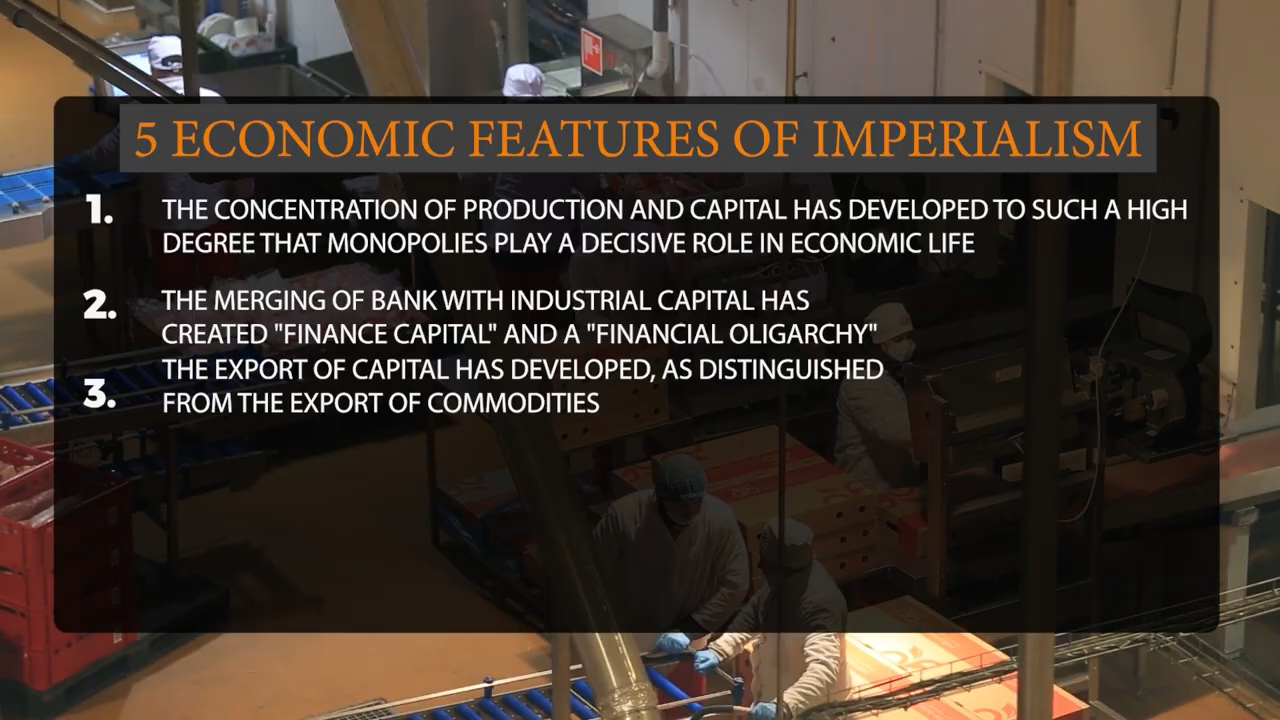 5 ECONOMIC FEATURES OF IMPERIALISM
1. THE CONCENTRATION OF PRODUCTION AND CAPITAL HAS DEVELOPED TO SUCH A HIGH
DEGREE THAT MONOPOLIES PLAY A DECISIVE ROLE IN ECONOMIC LIFE
2. THE MERGING OF BANK WITH INDUSTRIAL CAPITAL HAS
CREATED "FINANCE CAPITAL" AND A "FINANCIAL OLIGARCHY"
3. THE EXPORT OF CAPITAL HAS DEVELOPED, AS DISTINGUISHED
FROM THE EXPORT OF COMMODITIES